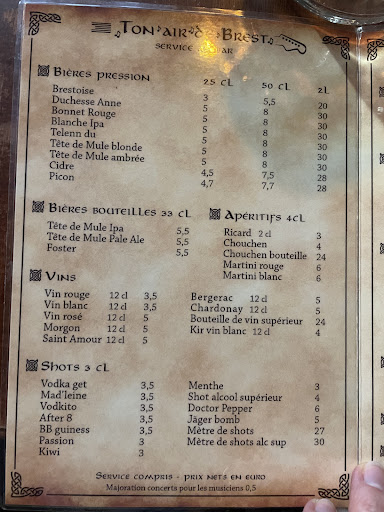 Ton air de Brest
Service bar
Bières pression 25 cl 50 cl 2l
Brestoise 3 5,5 20
Duchesse Anne 5 8 30
Bonnet Rouge 5 8 30
Blanche Ipa 5 8 30
Telenn du 5 8 30
Tête de Mule blonde 5 8 30
Tête de Mule ambrée 5 8 30
Cidre 4,5 7,5 28
Picon 4,7 7,7 28
Bières bouteilles 33 cl
Tête de Mule Ipa 5,5
Tête de Mule Pale Ale 5,5
Foster 5,5
Apéritifs 4cl
Ricard 2 cl 3
Chouchen 4
Chouchen bouteille 24
Martini rouge 6
Martini blanc 6
Vins
Vin rouge 12 cl 3,5
Vin blanc 12 cl 3,5
Vin rosé 12 cl 5
Morgon 12 cl 5
Saint Amour 12 cl 5
Bergerac 12 cl 5
Chardonay 12 cl 5
Bouteille de vin supérieur 24
Kir vin blanc 12 cl 4
Shots 3 cl
Vodka get 3,5
Mad'leine 3,5
Vodkito 3,5
After 8 3,5
BB guiness 3,5
Passion 3
Kiwi 3
Menthe 3
Shot alcool supérieur 4
Doctor Pepper 6
Jäger bomb 5
Mètre de shots 27
Mètre de shots alc sup 30
Service compris - prix nets en euro
Majoration concerts pour les musiciens 0,5